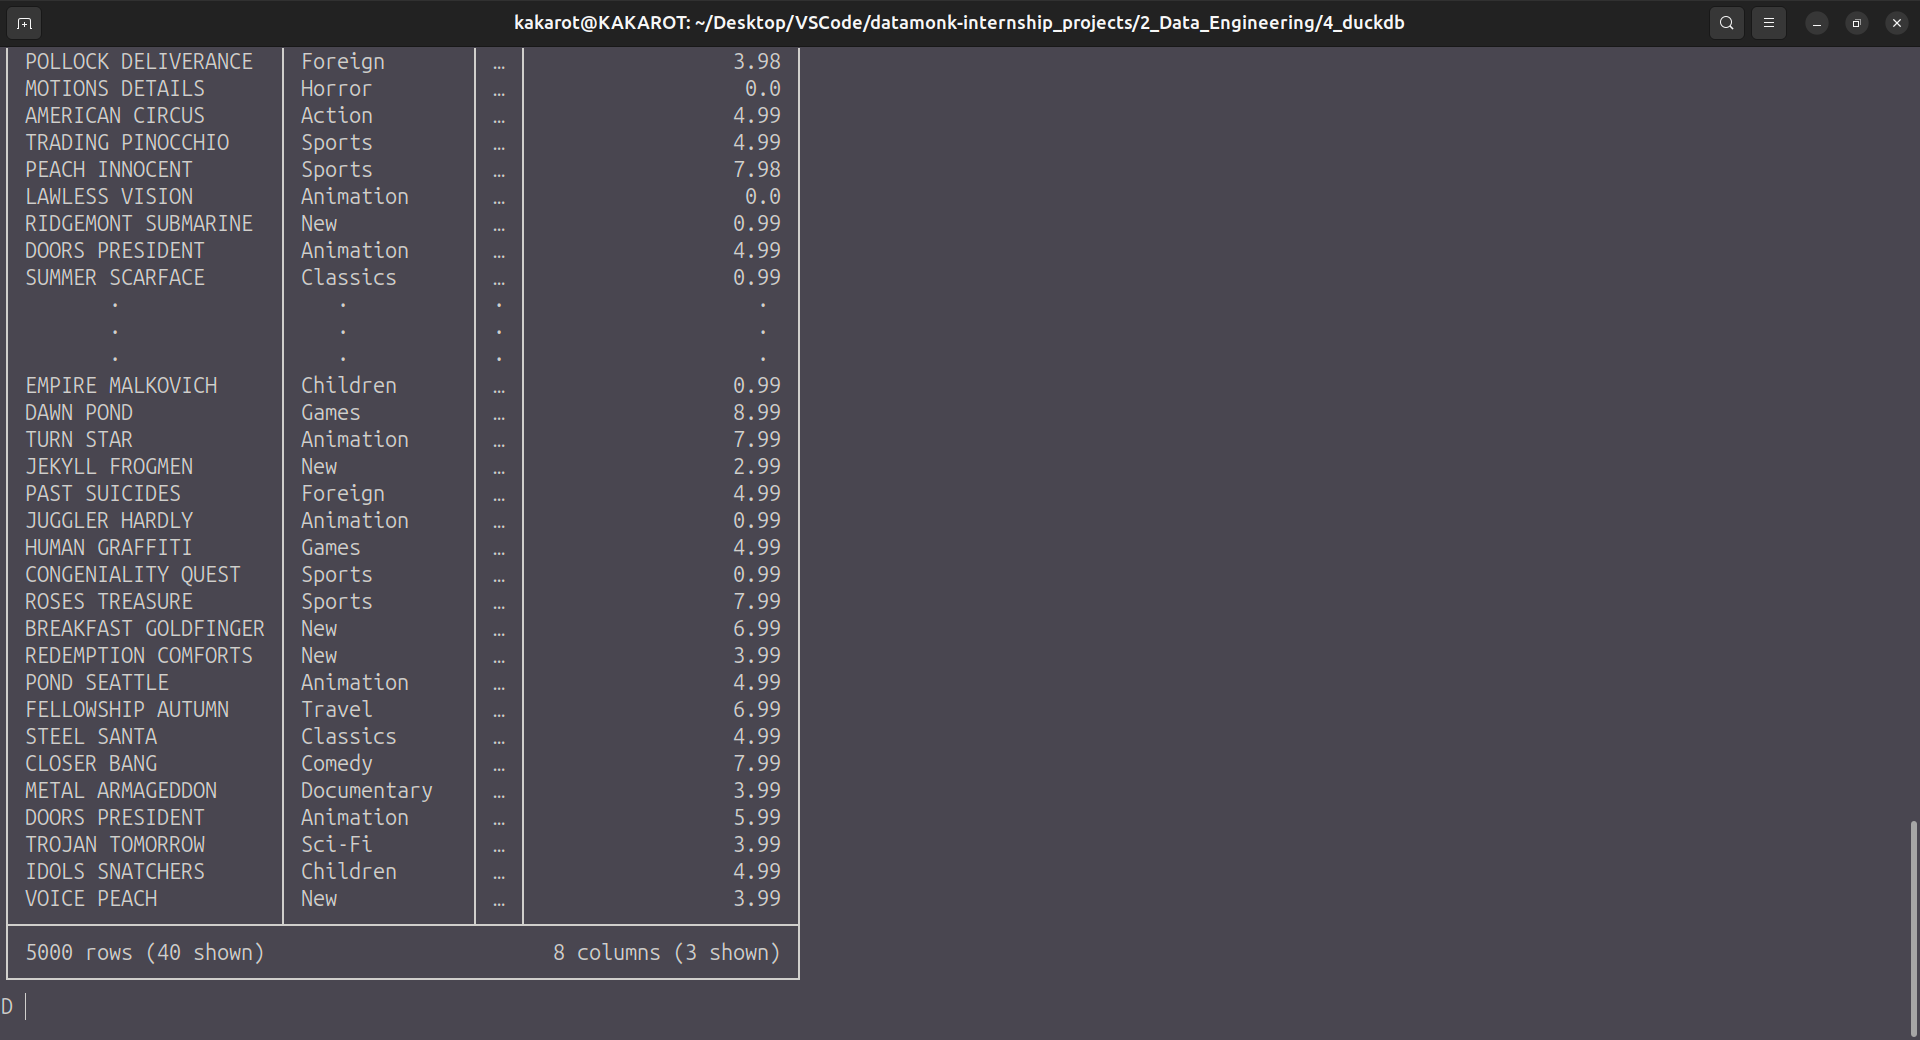 kakarot@KAKAROT: ~/Desktop/VSCode/datamonk-internship_projects/2_Data_Engineering/4_duckdb
POLLOCK DELIVERANCE Foreign … 3.98
MOTIONS DETAILS Horror … 0.0
AMERICAN CIRCUS Action … 4.99
TRADING PINOCCHIO Sports … 4.99
PEACH INNOCENT Sports … 7.98
LAWLESS VISION Animation … 0.0
RIDGEMONT SUBMARINE New … 0.99
DOORS PRESIDENT Animation … 4.99
SUMMER SCARFACE Classics … 0.99
· · · ·
· · · ·
· · · ·
EMPIRE MALKOVICH Children … 0.99
DAWN POND Games … 8.99
TURN STAR Animation … 7.99
JEKYLL FROGMEN New … 2.99
PAST SUICIDES Foreign … 4.99
JUGGLER HARDLY Animation … 0.99
HUMAN GRAFFITI Games … 4.99
CONGENIALITY QUEST Sports … 0.99
ROSES TREASURE Sports … 7.99
BREAKFAST GOLDFINGER New … 6.99
REDEMPTION COMFORTS New … 3.99
POND SEATTLE Animation … 4.99
FELLOWSHIP AUTUMN Travel … 6.99
STEEL SANTA Classics … 4.99
CLOSER BANG Comedy … 7.99
METAL ARMAGEDDON Documentary … 3.99
DOORS PRESIDENT Animation … 5.99
TROJAN TOMORROW Sci-Fi … 3.99
IDOLS SNATCHERS Children … 4.99
VOICE PEACH New … 3.99
5000 rows (40 shown) 8 columns (3 shown)
D